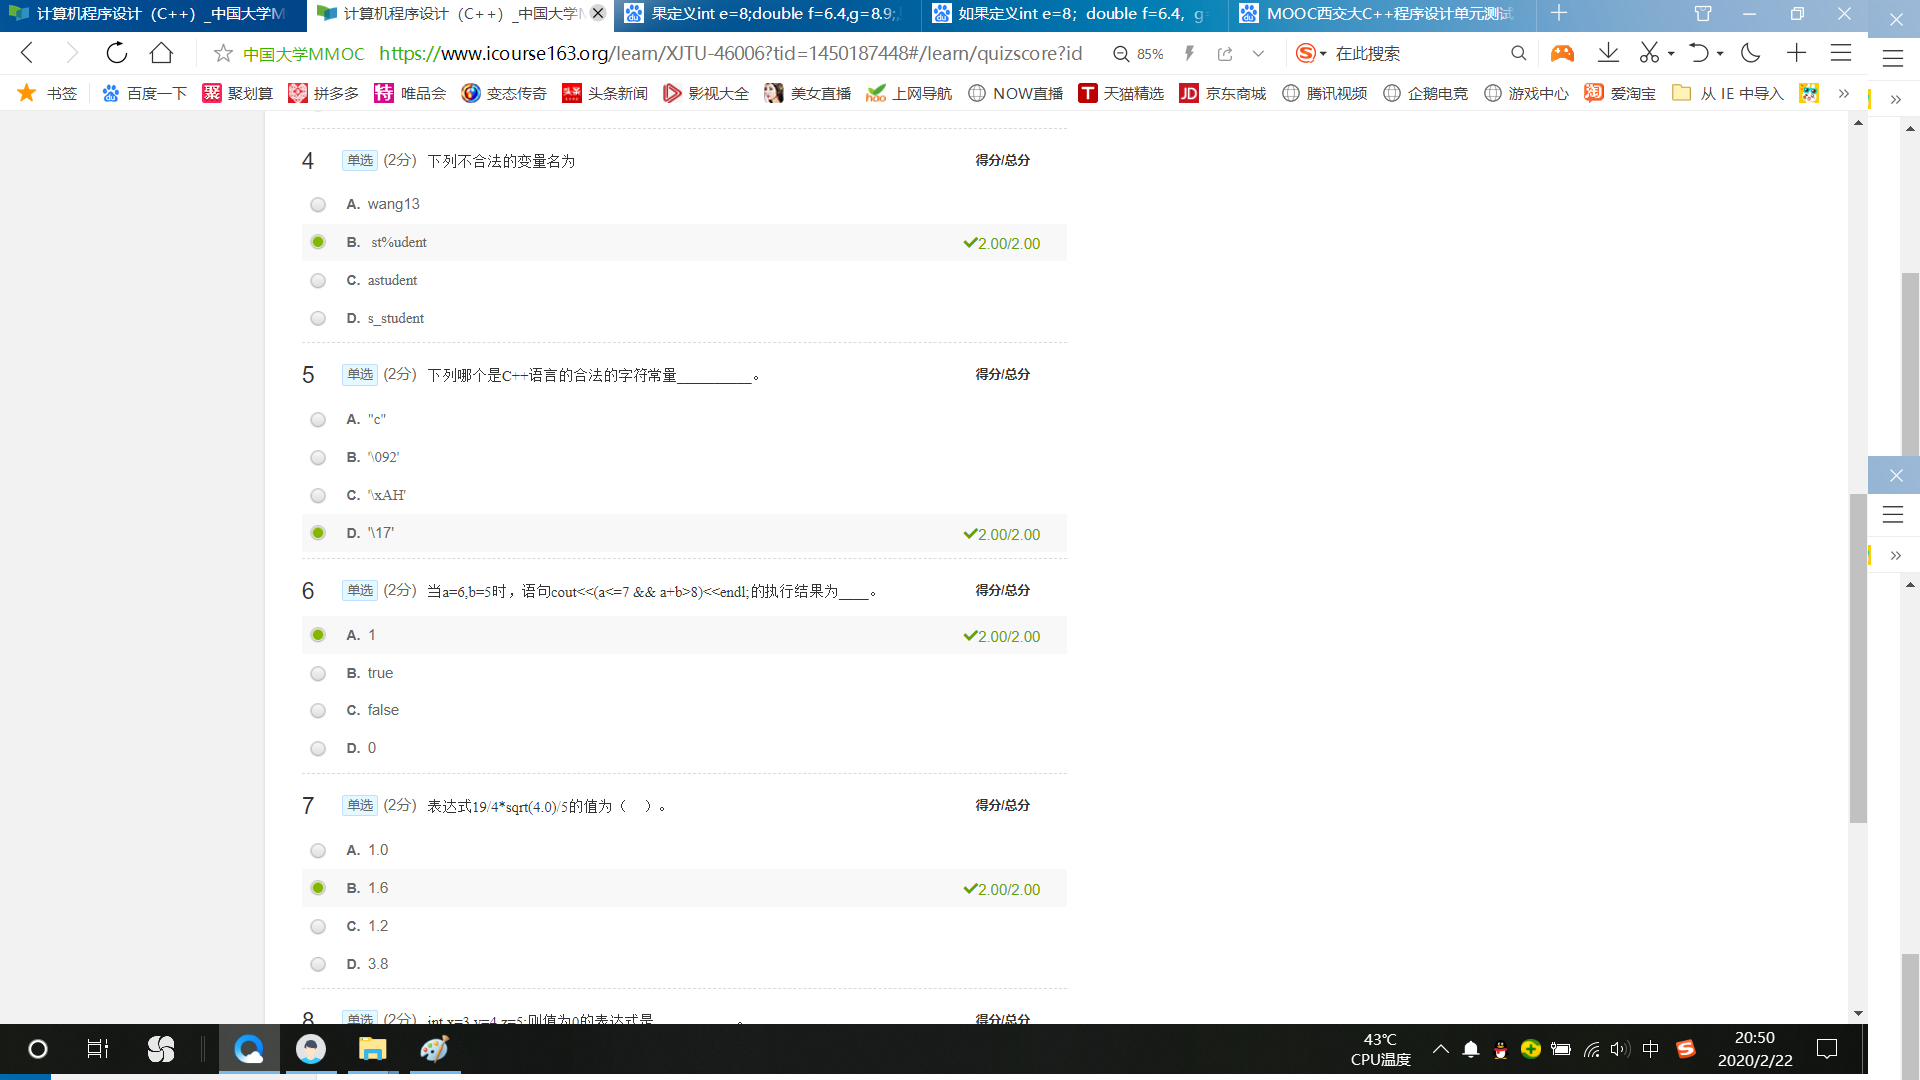 计算机程序设计（C++）_中国大学M
计算机程序设计（C++）_中国大学M
果定义int e=8;double f=6.4,g=8.9;,
如果定义int e=8；double f=6.4，g=
MOOC西交大C++程序设计单元测试
中国大学MMOC
https://www.icourse163.org/learn/XJTU-46006?tid=1450187448#/learn/quizscore?id
85%
在此搜索
书签
百度一下
聚划算
拼多多
唯品会
变态传奇
头条新闻
影视大全
美女直播
上网导航
NOW直播
天猫精选
京东商城
腾讯视频
企鹅电竞
游戏中心
爱淘宝
从 IE 中导入
4 单选 (2分) 下列不合法的变量名为 得分/总分
A. wang13
B. st%udent 2.00/2.00
C. astudent
D. s_student
5 单选 (2分) 下列哪个是C++语言的合法的字符常量__________。 得分/总分
A. "c"
B. '\092'
C. '\xAH'
D. '\17' 2.00/2.00
6 单选 (2分) 当a=6,b=5时，语句cout<<(a<=7 && a+b>8)<<endl;的执行结果为____。 得分/总分
A. 1 2.00/2.00
B. true
C. false
D. 0
7 单选 (2分) 表达式19/4*sqrt(4.0)/5的值为（ ）。 得分/总分
A. 1.0
B. 1.6 2.00/2.00
C. 1.2
D. 3.8
8 单选 (2分) int x=3,y=4,z=5;则值为0的表达式是__________。 得分/总分
43℃
CPU温度
中
20:50
2020/2/22